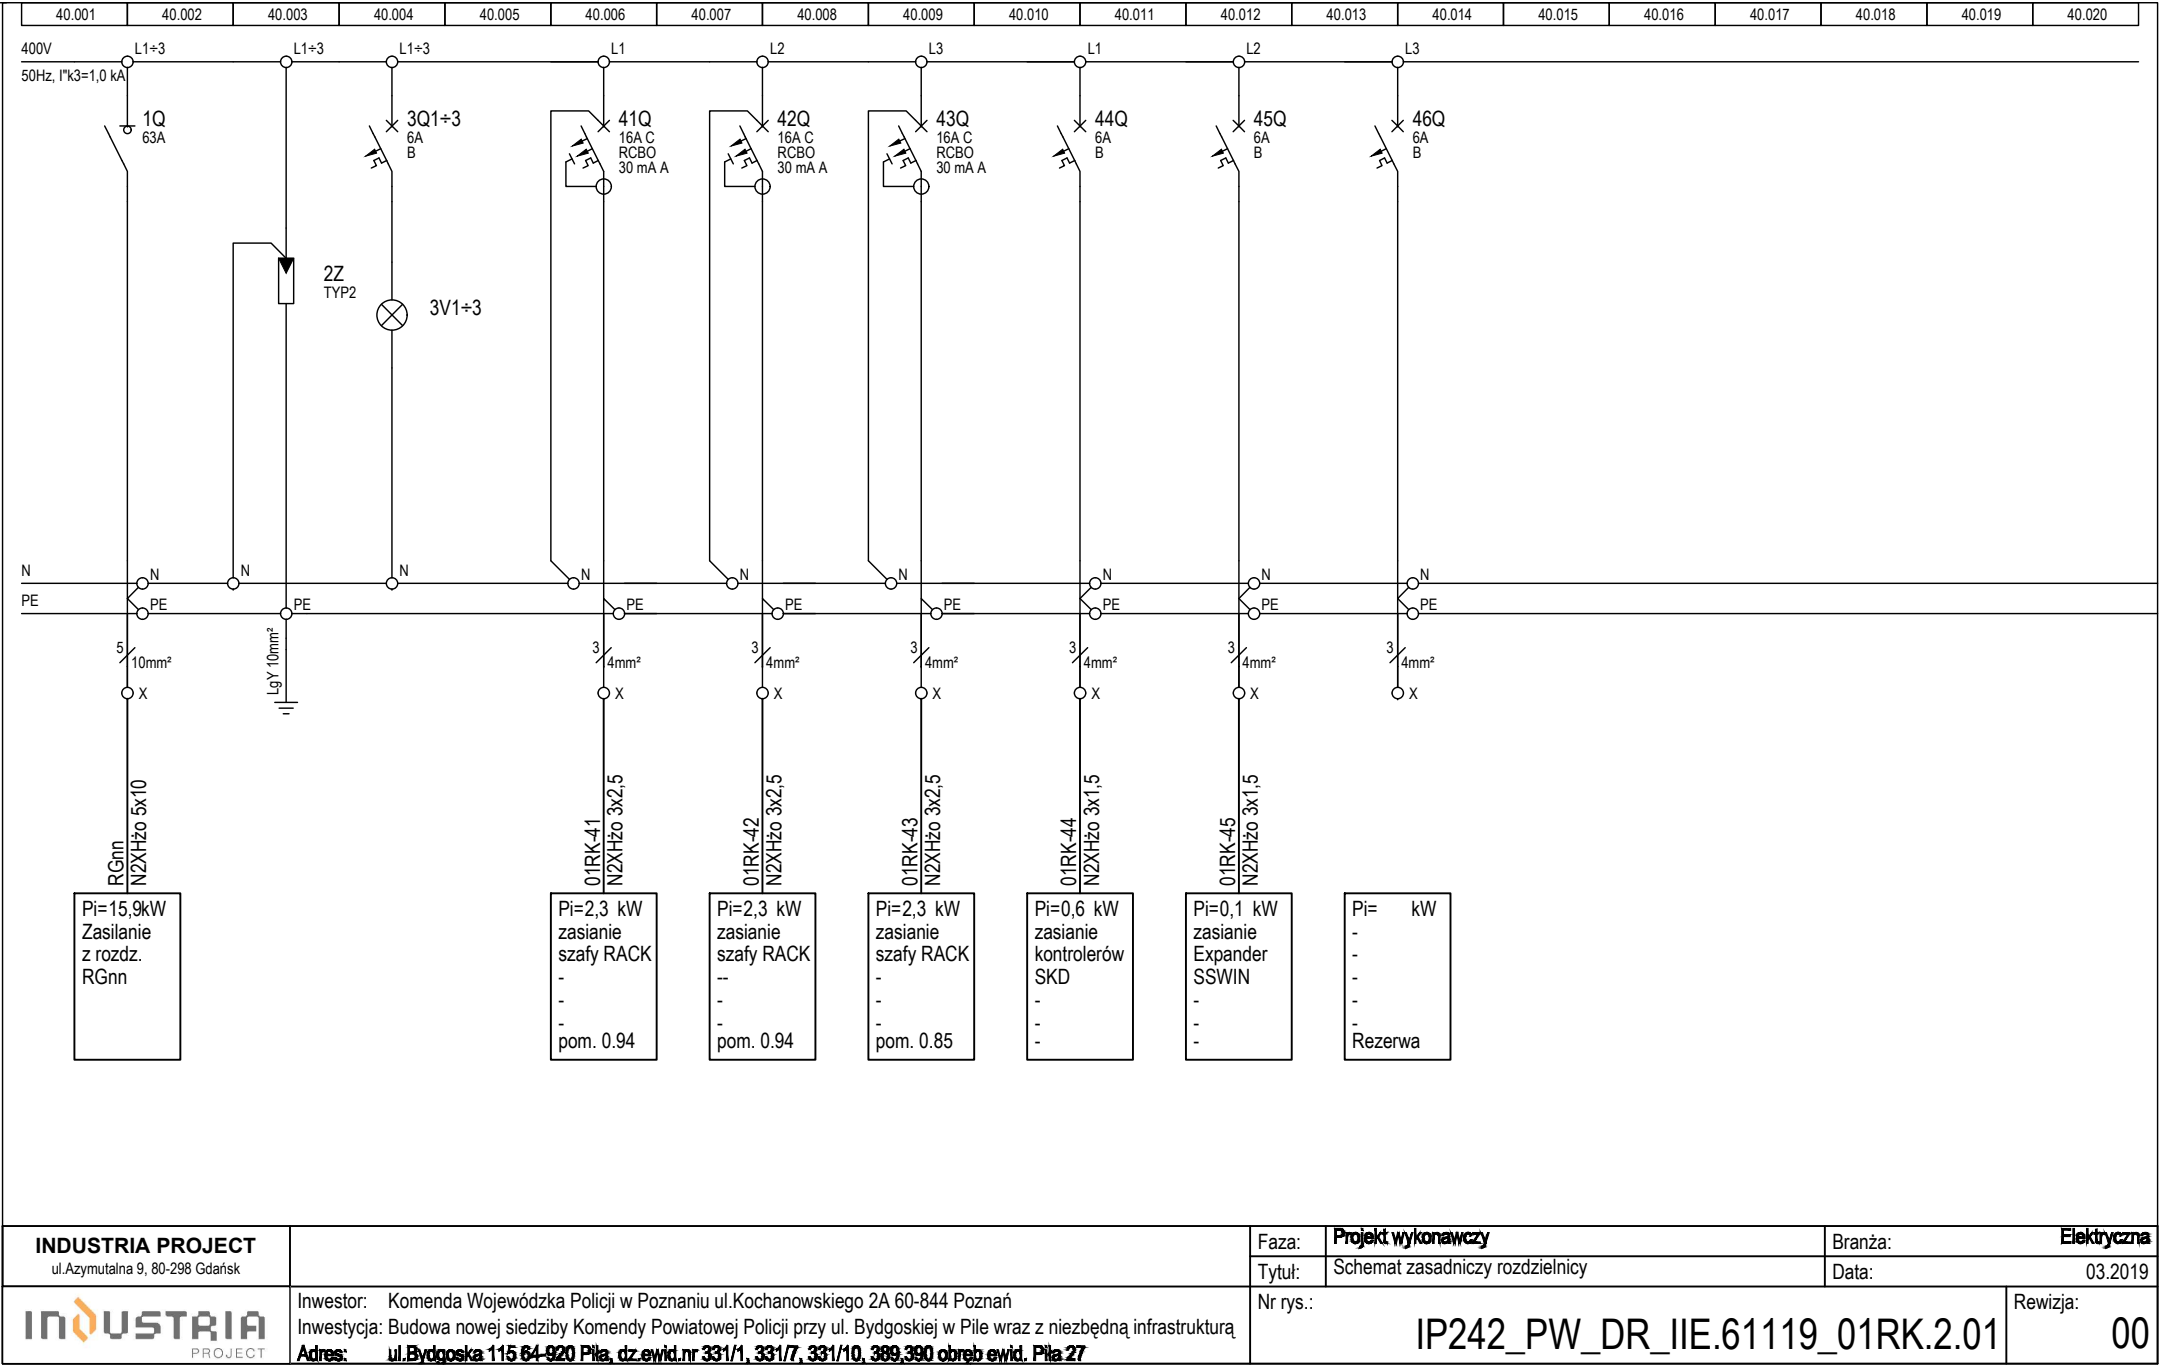 40.001 40.002 40.003 40.004 40.005 40.006 40.007 40.008 40.009 40.010 40.011 40.012 40.013 40.014 40.015 40.016 40.017 40.018 40.019 40.020
400V L1÷3 L1÷3 L1÷3 L1 L2 L3 L1 L2 L3
50Hz, I"k3=1,0 kA
1Q
63A
2Z
TYP2
3Q1÷3
6A
B
3V1÷3
41Q
16A C
RCBO
30 mA A
42Q
16A C
RCBO
30 mA A
43Q
16A C
RCBO
30 mA A
44Q
6A
B
45Q
6A
B
46Q
6A
B
N N N N N N N N N N
PE PE PE PE PE PE PE PE PE
5 10mm²
LgY 10mm²
3 4mm²
3 4mm²
3 4mm²
3 4mm²
3 4mm²
3 4mm²
X X X X X X X
RGnn
N2XHżo 5x10
01RK-41
N2XHżo 3x2,5
01RK-42
N2XHżo 3x2,5
01RK-43
N2XHżo 3x2,5
01RK-44
N2XHżo 3x1,5
01RK-45
N2XHżo 3x1,5
Pi=15,9kW
Zasilanie
z rozdz.
RGnn
Pi=2,3 kW
zasianie
szafy RACK
-
-
-
pom. 0.94
Pi=2,3 kW
zasianie
szafy RACK
--
-
-
pom. 0.94
Pi=2,3 kW
zasianie
szafy RACK
-
-
-
pom. 0.85
Pi=0,6 kW
zasianie
kontrolerów
SKD
-
-
-
Pi=0,1 kW
zasianie
Expander
SSWIN
-
-
-
Pi= kW
-
-
-
-
-
Rezerwa
INDUSTRIA PROJECT
ul.Azymutalna 9, 80-298 Gdańsk
INDUSTRIA
PROJECT
Inwestor: Komenda Wojewódzka Policji w Poznaniu ul.Kochanowskiego 2A 60-844 Poznań
Inwestycja: Budowa nowej siedziby Komendy Powiatowej Policji przy ul. Bydgoskiej w Pile wraz z niezbędną infrastrukturą
Adres: ul.Bydgoska 115 64-920 Piła, dz.ewid.nr 331/1, 331/7, 331/10, 389,390 obręb ewid. Piła 27
Faza: Projekt wykonawczy
Branża: Elektryczna
Tytuł: Schemat zasadniczy rozdzielnicy
Data: 03.2019
Nr rys.:
IP242_PW_DR_IIE.61119_01RK.2.01
Rewizja:
00